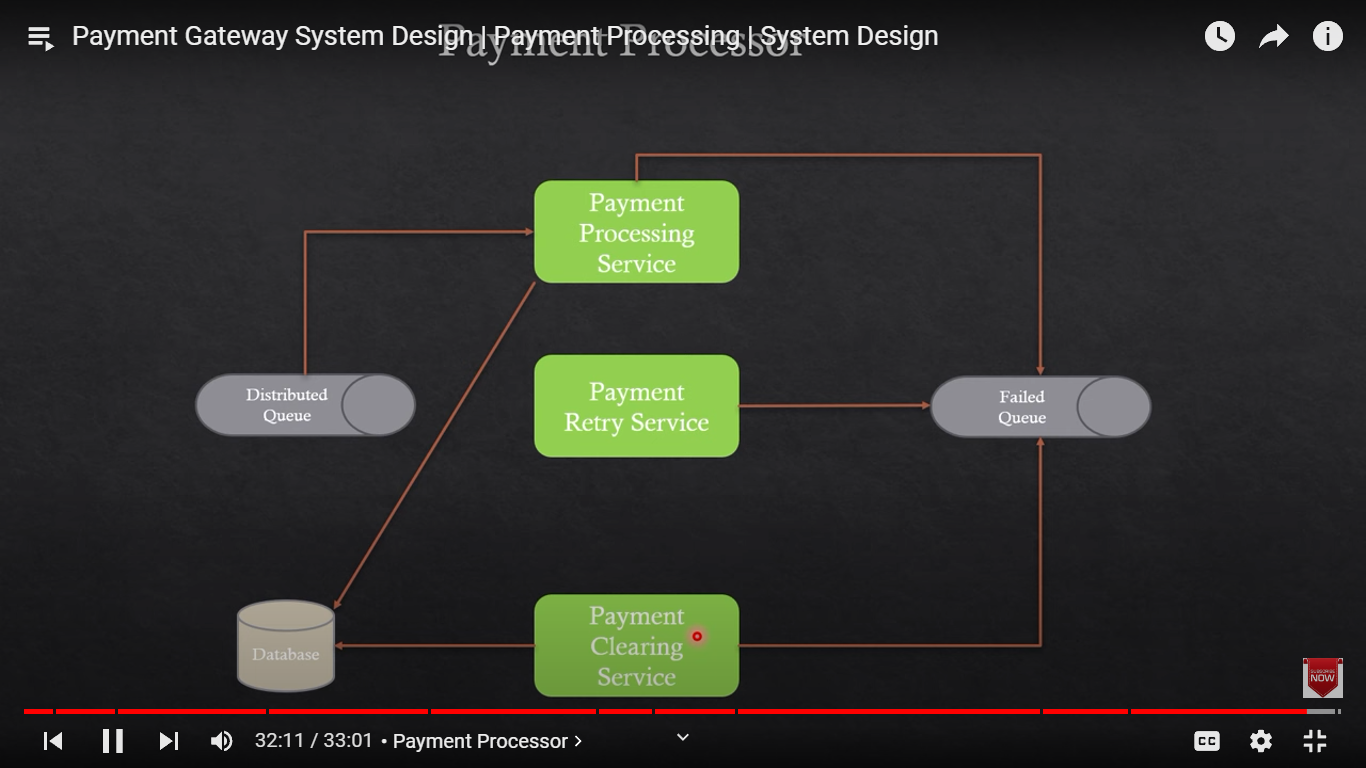 Payment Gateway System Design | Payment Processing | System Design
Payment Processor
Payment
Processing
Service
Distributed
Queue
Payment
Retry Service
Failed
Queue
Payment
Clearing
Service
Database
SUBSCRIBE
NOW
32:11 / 33:01 • Payment Processor >
CC